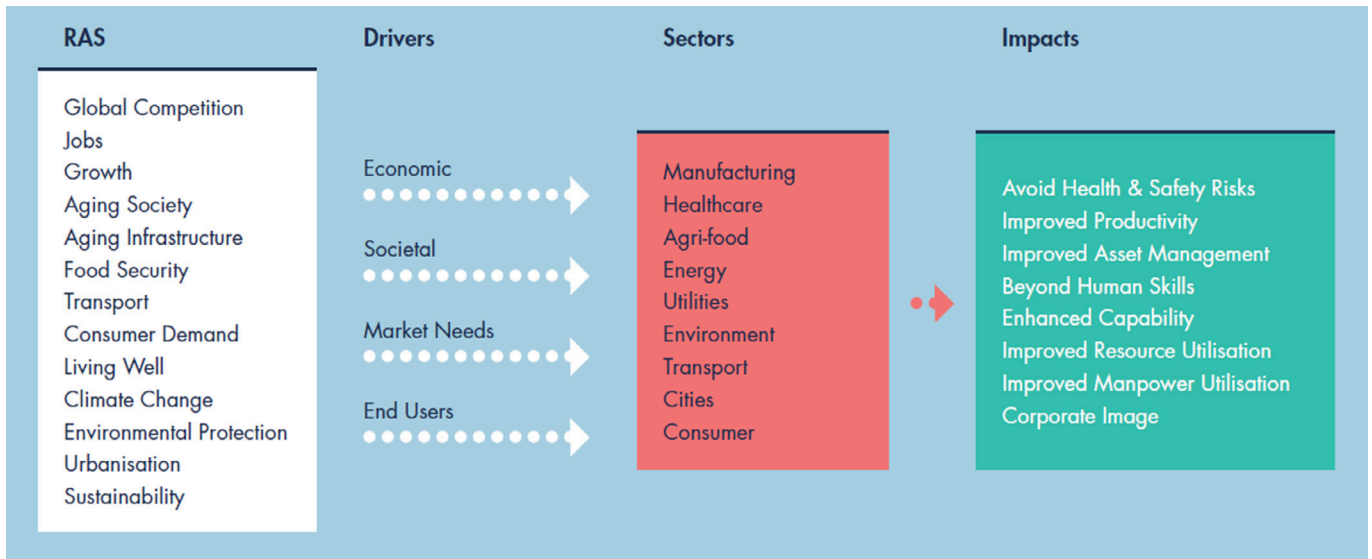 RAS
Global Competition
Jobs
Growth
Aging Society
Aging Infrastructure
Food Security
Transport
Consumer Demand
Living Well
Climate Change
Environmental Protection
Urbanisation
Sustainability
Drivers
Economic
Societal
Market Needs
End Users
Sectors
Manufacturing
Healthcare
Agri-food
Energy
Utilities
Environment
Transport
Cities
Consumer
Impacts
Avoid Health & Safety Risks
Improved Productivity
Improved Asset Management
Beyond Human Skills
Enhanced Capability
Improved Resource Utilisation
Improved Manpower Utilisation
Corporate Image